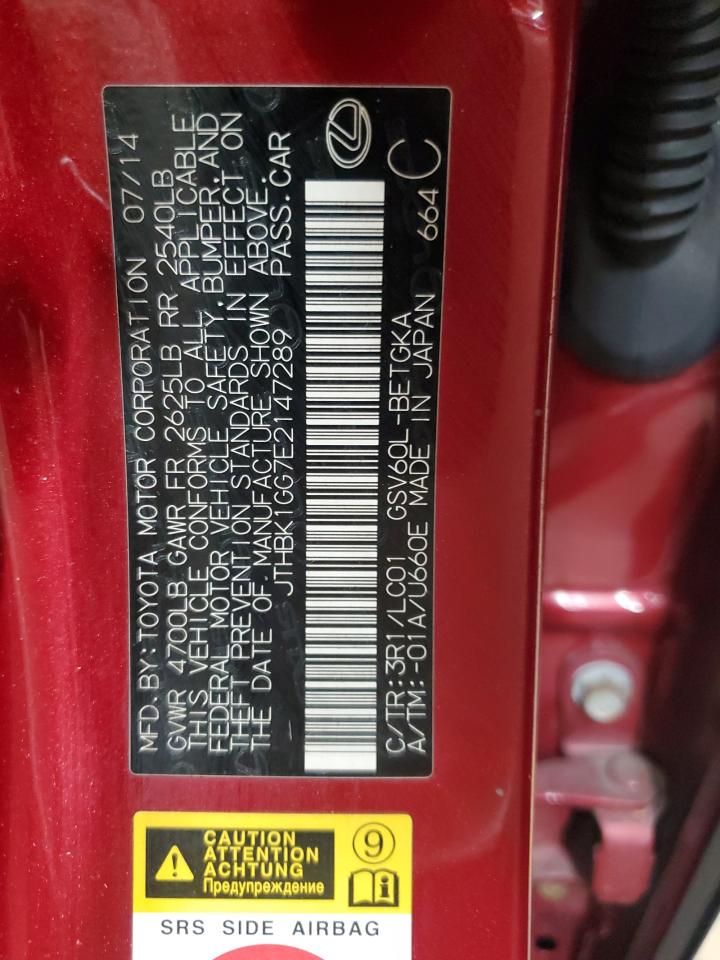 MFD.BY:TOYOTA MOTOR CORPORATION 07/14
GVWR 4700LB GAWR FR 2625LB RR 2540LB
THIS VEHICLE CONFORMS TO ALL APPLICABLE
FEDERAL MOTOR VEHICLE SAFETY,BUMPER,AND
THEFT PREVENTION STANDARDS IN EFFECT ON
THE DATE OF MANUFACTURE SHOWN ABOVE.
JTHBK1GG7E2147289 PASS.CAR
C/TR:3R1/LC01 GSV60L-BETGKA
A/TM:-01A/U660E MADE IN JAPAN 664 C
CAUTION
ATTENTION
ACHTUNG
Предупреждение
9
SRS SIDE AIRBAG